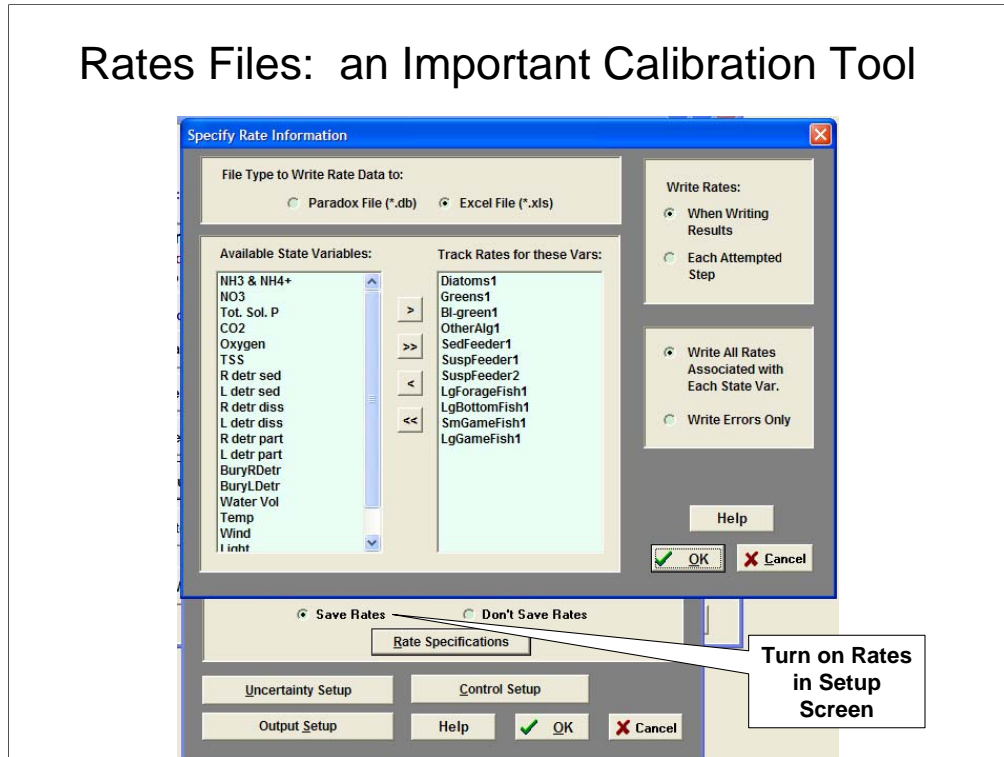 Rates Files: an Important Calibration Tool
Specify Rate Information
File Type to Write Rate Data to:
Paradox File (*.db)
Excel File (*.xls)
Write Rates:
When Writing
Results
Each Attempted
Step
Available State Variables:
NH3 & NH4+
NO3
Tot. Sol. P
CO2
Oxygen
TSS
R detr sed
L detr sed
R detr diss
L detr diss
R detr part
L detr part
BuryRDetr
BuryLDetr
Water Vol
Temp
Wind
Light
>
>>
<
<<
Track Rates for these Vars:
Diatoms1
Greens1
Bl-green1
OtherAlg1
SedFeeder1
SuspFeeder1
SuspFeeder2
LgForageFish1
LgBottomFish1
SmGameFish1
LgGameFish1
Write All Rates
Associated with
Each State Var.
Write Errors Only
Help
OK
Cancel
Save Rates
Don't Save Rates
Rate Specifications
Turn on Rates
in Setup
Screen
Uncertainty Setup
Control Setup
Output Setup
Help
OK
Cancel